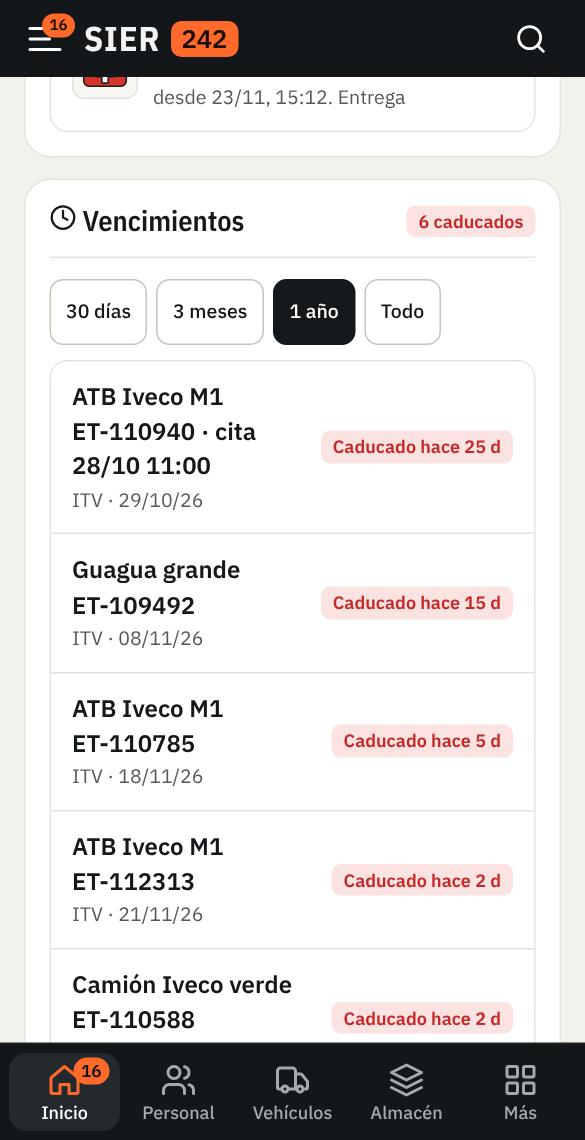 16
SIER 242
desde 23/11, 15:12. Entrega
Vencimientos
6 caducados
30 días
3 meses
1 año
Todo
ATB Iveco M1
ET-110940 · cita
28/10 11:00
ITV · 29/10/26
Caducado hace 25 d
Guagua grande
ET-109492
ITV · 08/11/26
Caducado hace 15 d
ATB Iveco M1
ET-110785
ITV · 18/11/26
Caducado hace 5 d
ATB Iveco M1
ET-112313
ITV · 21/11/26
Caducado hace 2 d
Camión Iveco verde
ET-110588
Caducado hace 2 d
16
Inicio
Personal
Vehículos
Almacén
Más